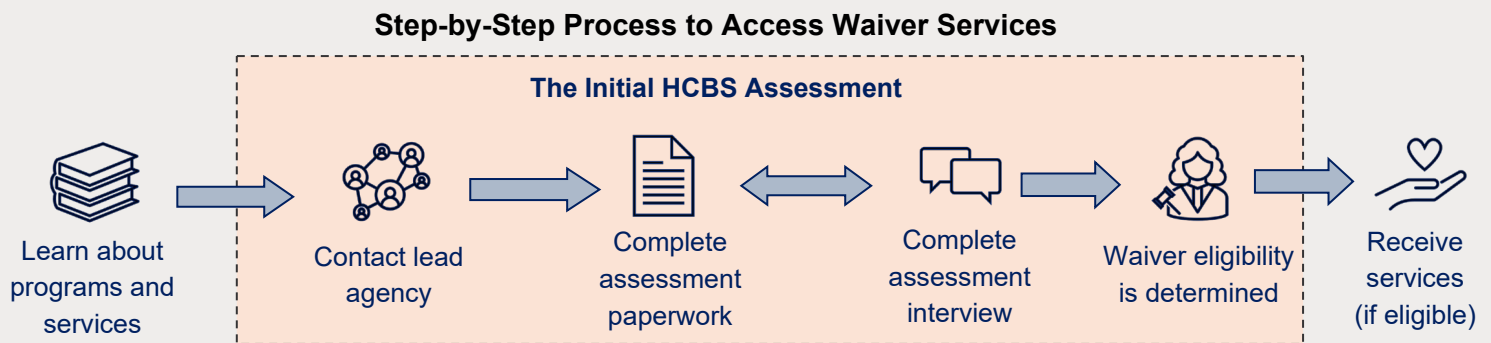 Step-by-Step Process to Access Waiver Services
The Initial HCBS Assessment
Learn about
programs and
services
Contact lead
agency
Complete
assessment
paperwork
Complete
assessment
interview
Waiver eligibility
is determined
Receive
services
(if eligible)